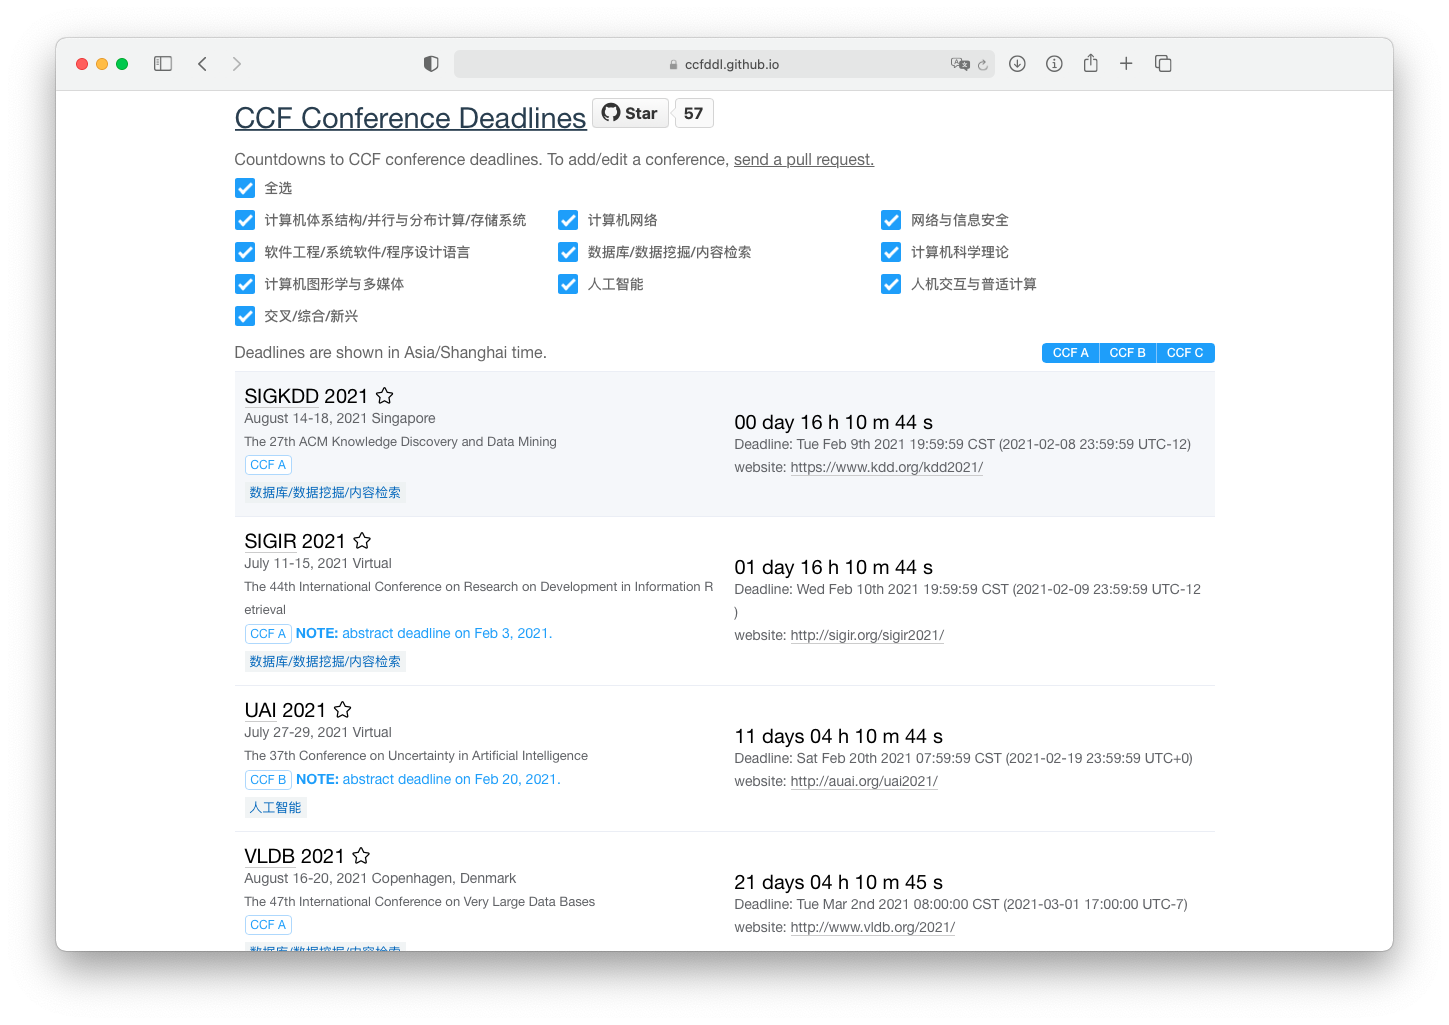 ccfddl.github.io
CCF Conference Deadlines Star 57
Countdowns to CCF conference deadlines. To add/edit a conference, send a pull request.
全选
计算机体系结构/并行与分布计算/存储系统 计算机网络 网络与信息安全
软件工程/系统软件/程序设计语言 数据库/数据挖掘/内容检索 计算机科学理论
计算机图形学与多媒体 人工智能 人机交互与普适计算
交叉/综合/新兴
Deadlines are shown in Asia/Shanghai time. CCF A CCF B CCF C
SIGKDD 2021
August 14-18, 2021 Singapore
The 27th ACM Knowledge Discovery and Data Mining
CCF A
数据库/数据挖掘/内容检索
00 day 16 h 10 m 44 s
Deadline: Tue Feb 9th 2021 19:59:59 CST (2021-02-08 23:59:59 UTC-12)
website: https://www.kdd.org/kdd2021/
SIGIR 2021
July 11-15, 2021 Virtual
The 44th International Conference on Research on Development in Information R
etrieval
CCF A NOTE: abstract deadline on Feb 3, 2021.
数据库/数据挖掘/内容检索
01 day 16 h 10 m 44 s
Deadline: Wed Feb 10th 2021 19:59:59 CST (2021-02-09 23:59:59 UTC-12
)
website: http://sigir.org/sigir2021/
UAI 2021
July 27-29, 2021 Virtual
The 37th Conference on Uncertainty in Artificial Intelligence
CCF B NOTE: abstract deadline on Feb 20, 2021.
人工智能
11 days 04 h 10 m 44 s
Deadline: Sat Feb 20th 2021 07:59:59 CST (2021-02-19 23:59:59 UTC+0)
website: http://auai.org/uai2021/
VLDB 2021
August 16-20, 2021 Copenhagen, Denmark
The 47th International Conference on Very Large Data Bases
CCF A
数据库/数据挖掘/内容检索
21 days 04 h 10 m 45 s
Deadline: Tue Mar 2nd 2021 08:00:00 CST (2021-03-01 17:00:00 UTC-7)
website: http://www.vldb.org/2021/